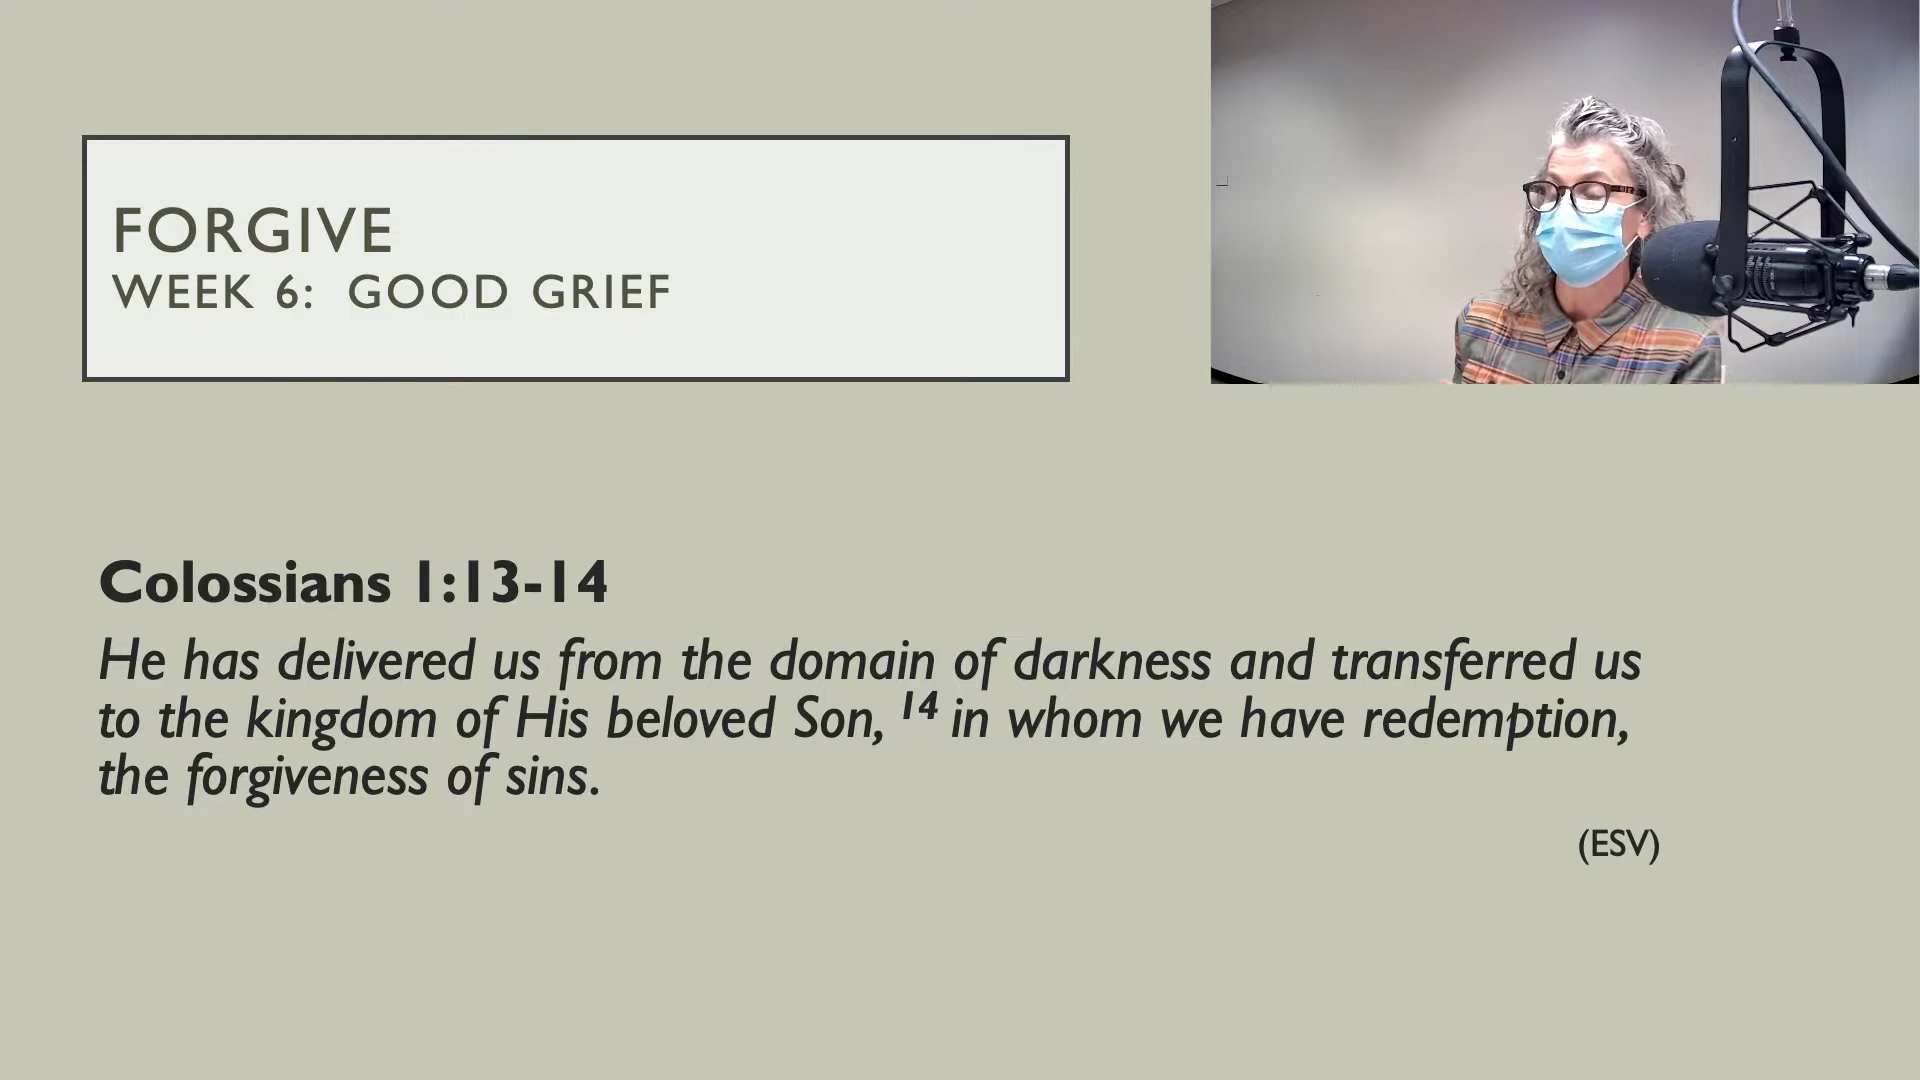 FORGIVE
WEEK 6: GOOD GRIEF
Colossians 1:13-14
He has delivered us from the domain of darkness and transferred us
to the kingdom of His beloved Son, 14 in whom we have redemption,
the forgiveness of sins.
(ESV)